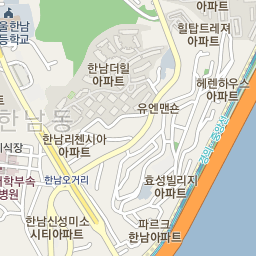 힐탑트레져
아파트
울한남
등학교
한남더힐
아파트
헤렌하우스
아파트
유엔맨숀
한남동
한남리첸시아
아파트
시장
한남오거리
대학부속
병원
효성빌리지
아파트
한남신성미소
시티아파트
파르크
한남아파트